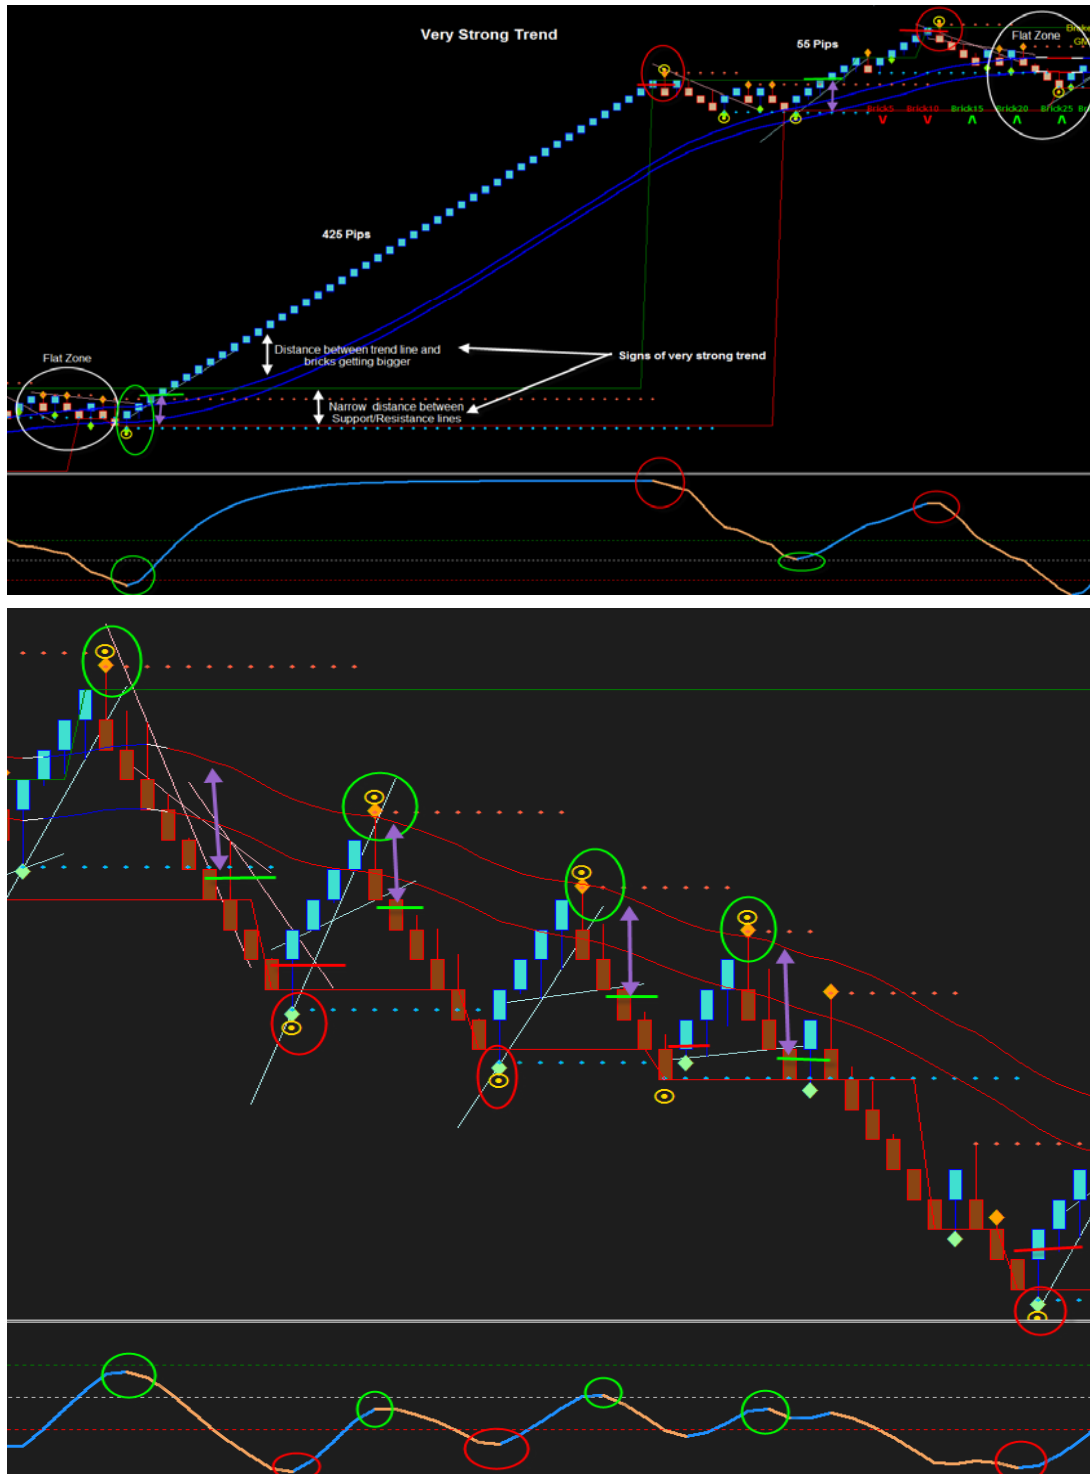 Very Strong Trend
55 Pips
Flat Zone
Brick5
Brick10
Brick15
Brick20
Brick25
425 Pips
Distance between trend line and
bricks getting bigger
Signs of very strong trend
Flat Zone
Narrow distance between
Support/Resistance lines